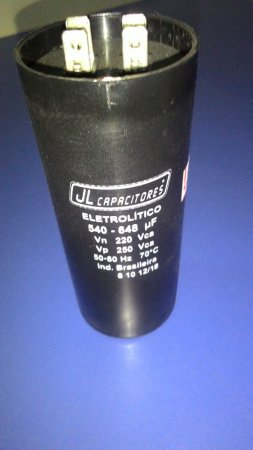 JL CAPACITORES
ELETROLÍTICO
540 - 648 µF
Vn 220 Vca
Vp 250 Vca
50-60 Hz 70°C
Ind. Brasileira